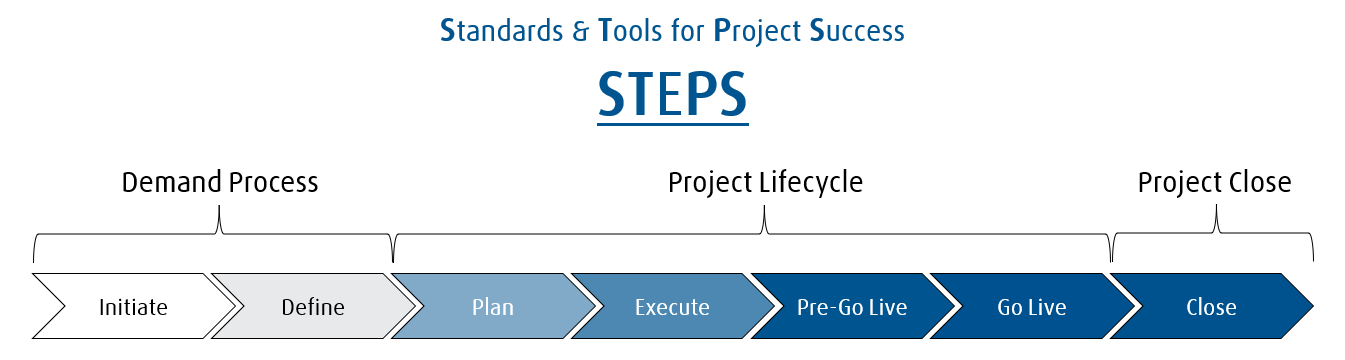 Standards & Tools for Project Success
STEPS
Demand Process
Project Lifecycle
Project Close
Initiate
Define
Plan
Execute
Pre-Go Live
Go Live
Close